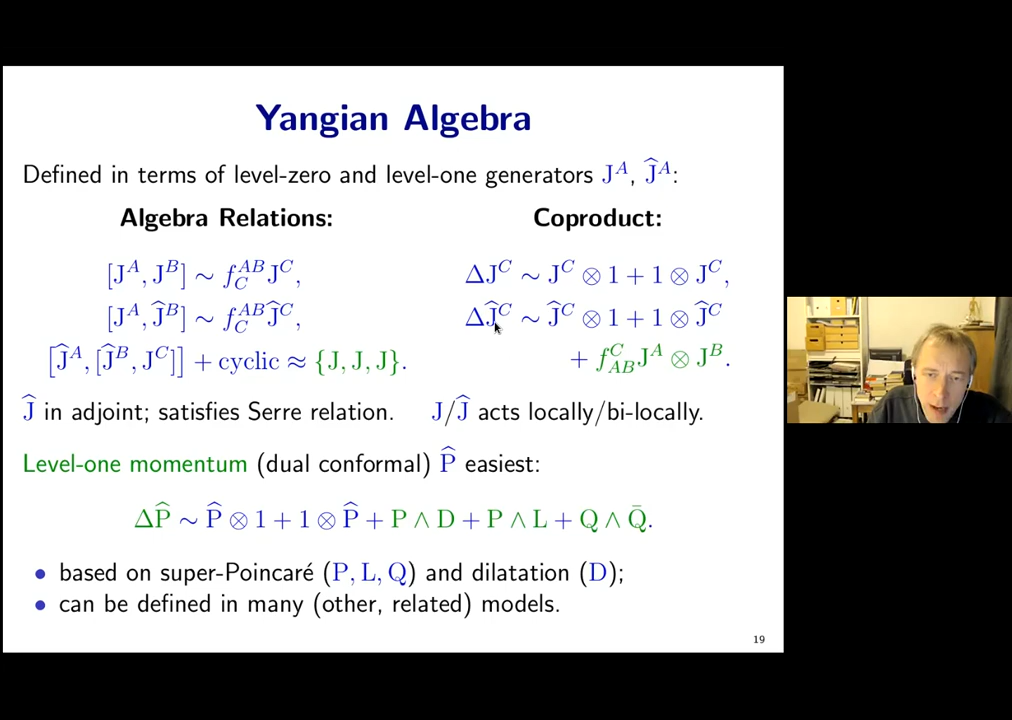 Yangian Algebra
Defined in terms of level-zero and level-one generators J^A, Ĵ^A:
Algebra Relations:
[J^A, J^B] ∼ f^{AB}_C J^C,
[J^A, Ĵ^B] ∼ f^{AB}_C Ĵ^C,
[Ĵ^A, [Ĵ^B, J^C]] + cyclic ≈ {J, J, J}.
Coproduct:
ΔJ^C ∼ J^C ⊗ 1 + 1 ⊗ J^C,
ΔĴ^C ∼ Ĵ^C ⊗ 1 + 1 ⊗ Ĵ^C
+ f^C_{AB} J^A ⊗ J^B.
Ĵ in adjoint; satisfies Serre relation. J/Ĵ acts locally/bi-locally.
Level-one momentum (dual conformal) P̂ easiest:
ΔP̂ ∼ P̂ ⊗ 1 + 1 ⊗ P̂ + P ∧ D + P ∧ L + Q ∧ Q̄.
• based on super-Poincaré (P, L, Q) and dilatation (D);
• can be defined in many (other, related) models.
19